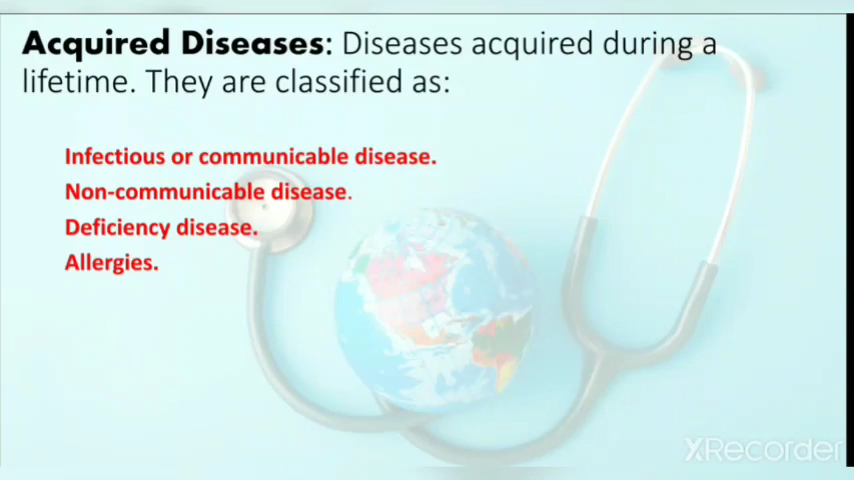 Acquired Diseases: Diseases acquired during a
lifetime. They are classified as:
Infectious or communicable disease.
Non-communicable disease.
Deficiency disease.
Allergies.
XRecorder